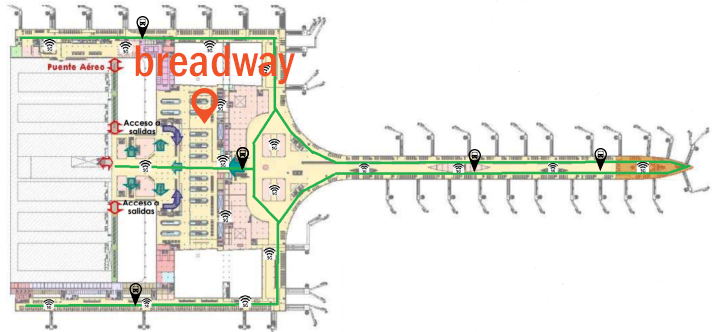 breadway
Puente Aéreo
Acceso a
salidas
Acceso a
salidas